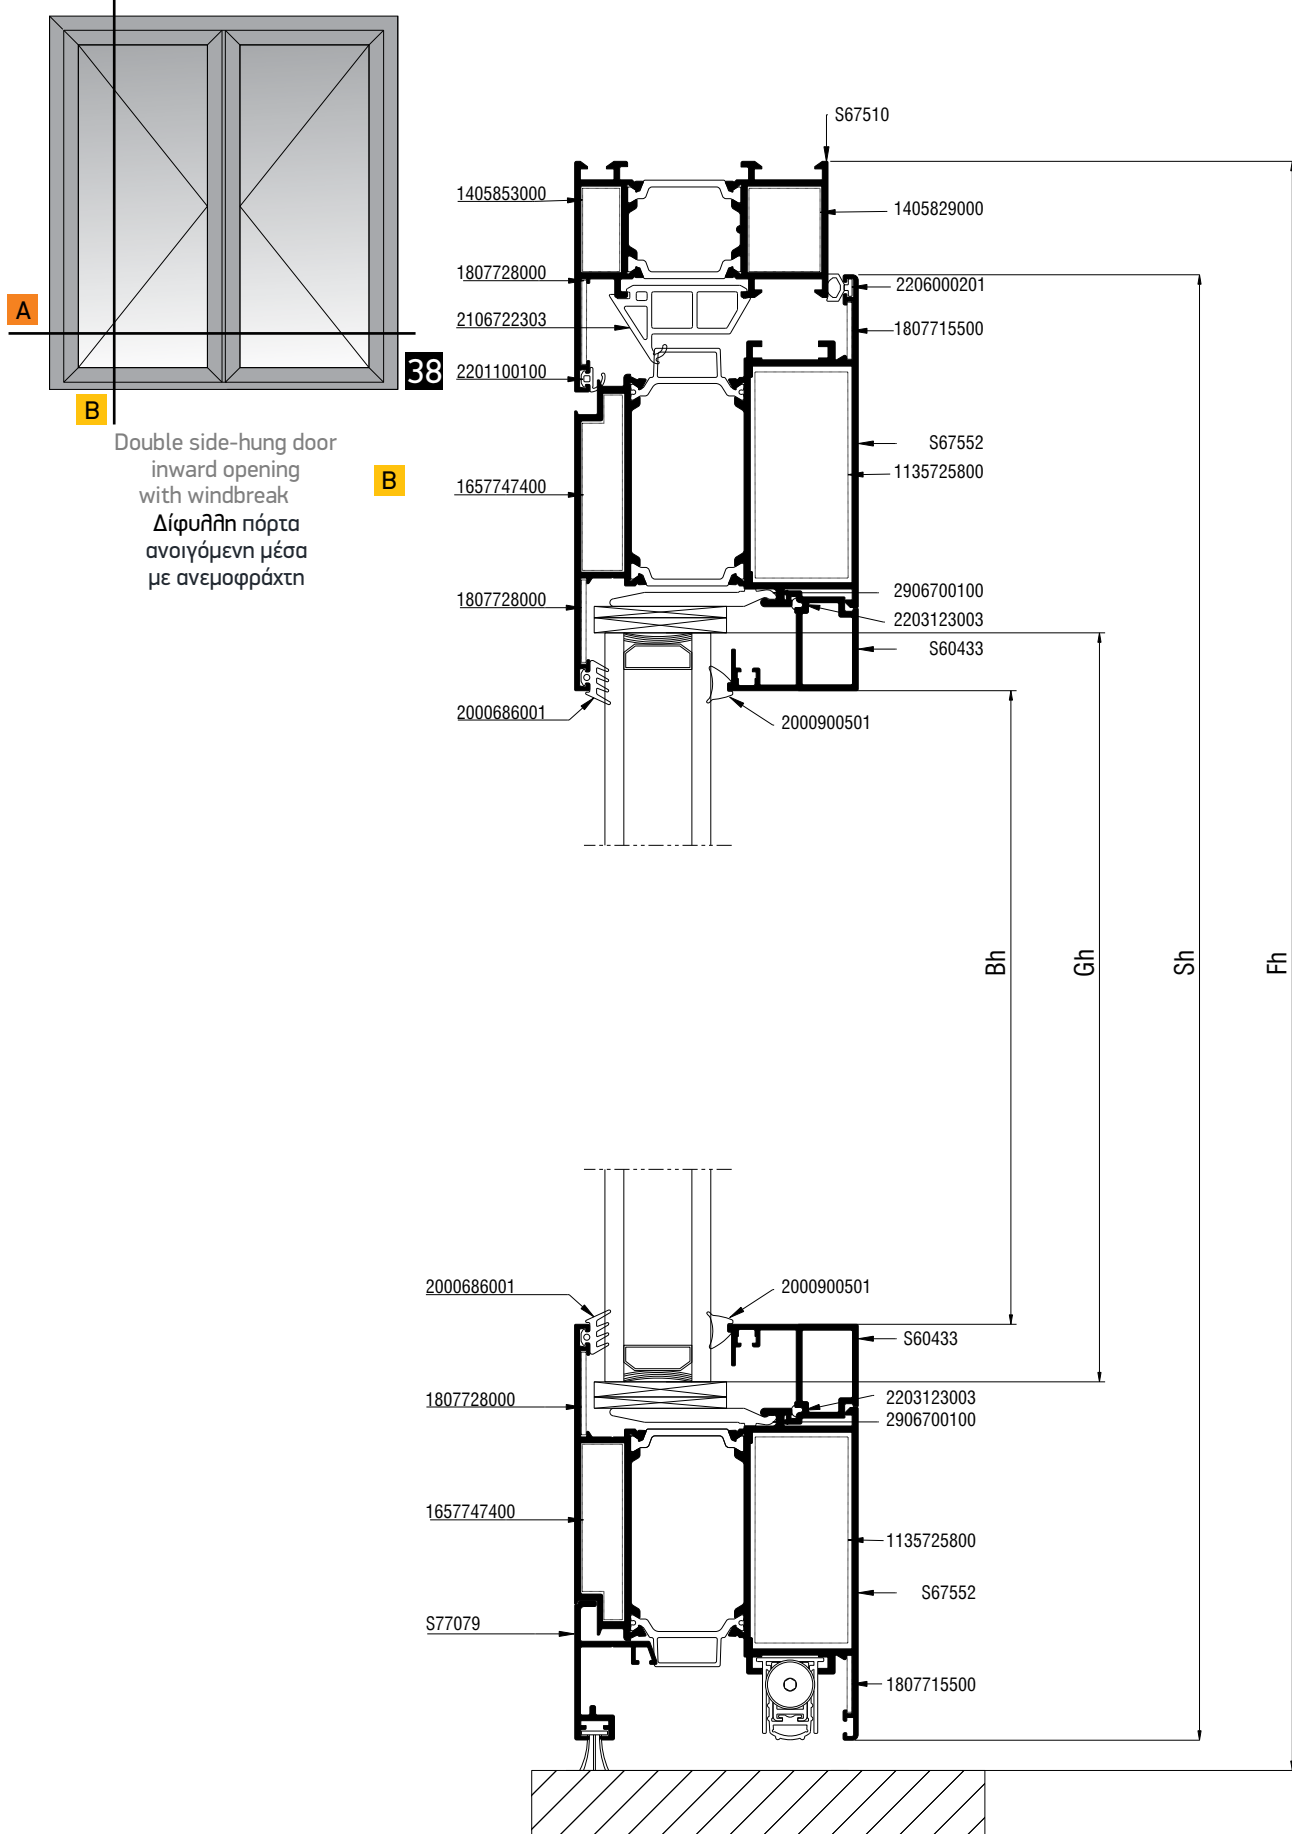 A
B
38
Double side-hung door
inward opening
with windbreak
Δίφυλλη πόρτα
ανοιγόμενη μέσα
με ανεμοφράχτη
B
S67510
1405853000
1405829000
1807728000
2206000201
2106722303
1807715500
2201100100
S67552
1135725800
1657747400
2906700100
1807728000
2203123003
S60433
2000686001
2000900501
Bh
Gh
Sh
Fh
2000686001
2000900501
S60433
1807728000
2203123003
2906700100
1657747400
1135725800
S67552
S77079
1807715500